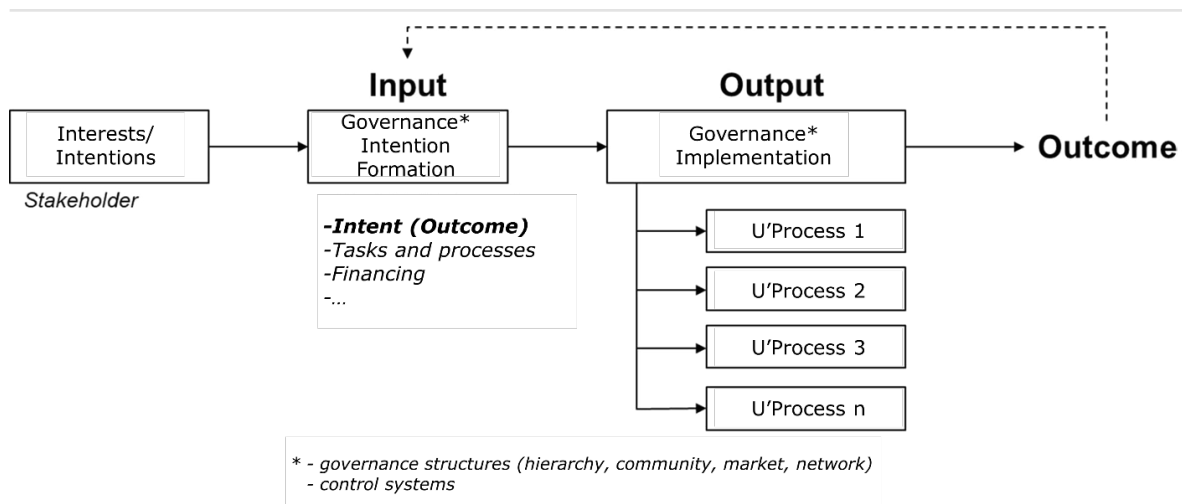 Input
Output
Interests/
Intentions
Stakeholder
Governance*
Intention
Formation
-Intent (Outcome)
-Tasks and processes
-Financing
-...
Governance*
Implementation
Outcome
U'Process 1
U'Process 2
U'Process 3
U'Process n
* - governance structures (hierarchy, community, market, network)
- control systems